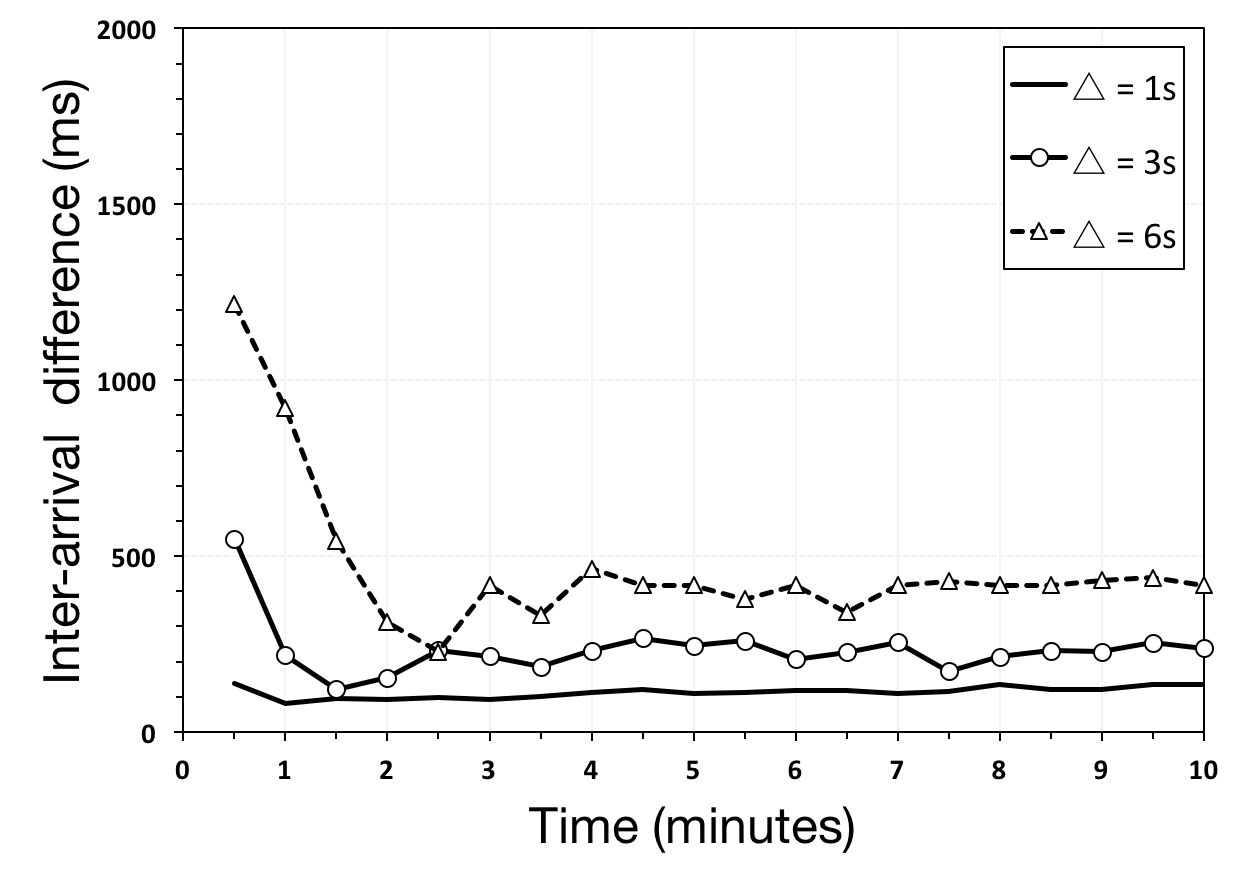 2000
1500
1000
500
0
Inter-arrival difference (ms)
△ = 1s
△ = 3s
△ = 6s
0 1 2 3 4 5 6 7 8 9 10
Time (minutes)